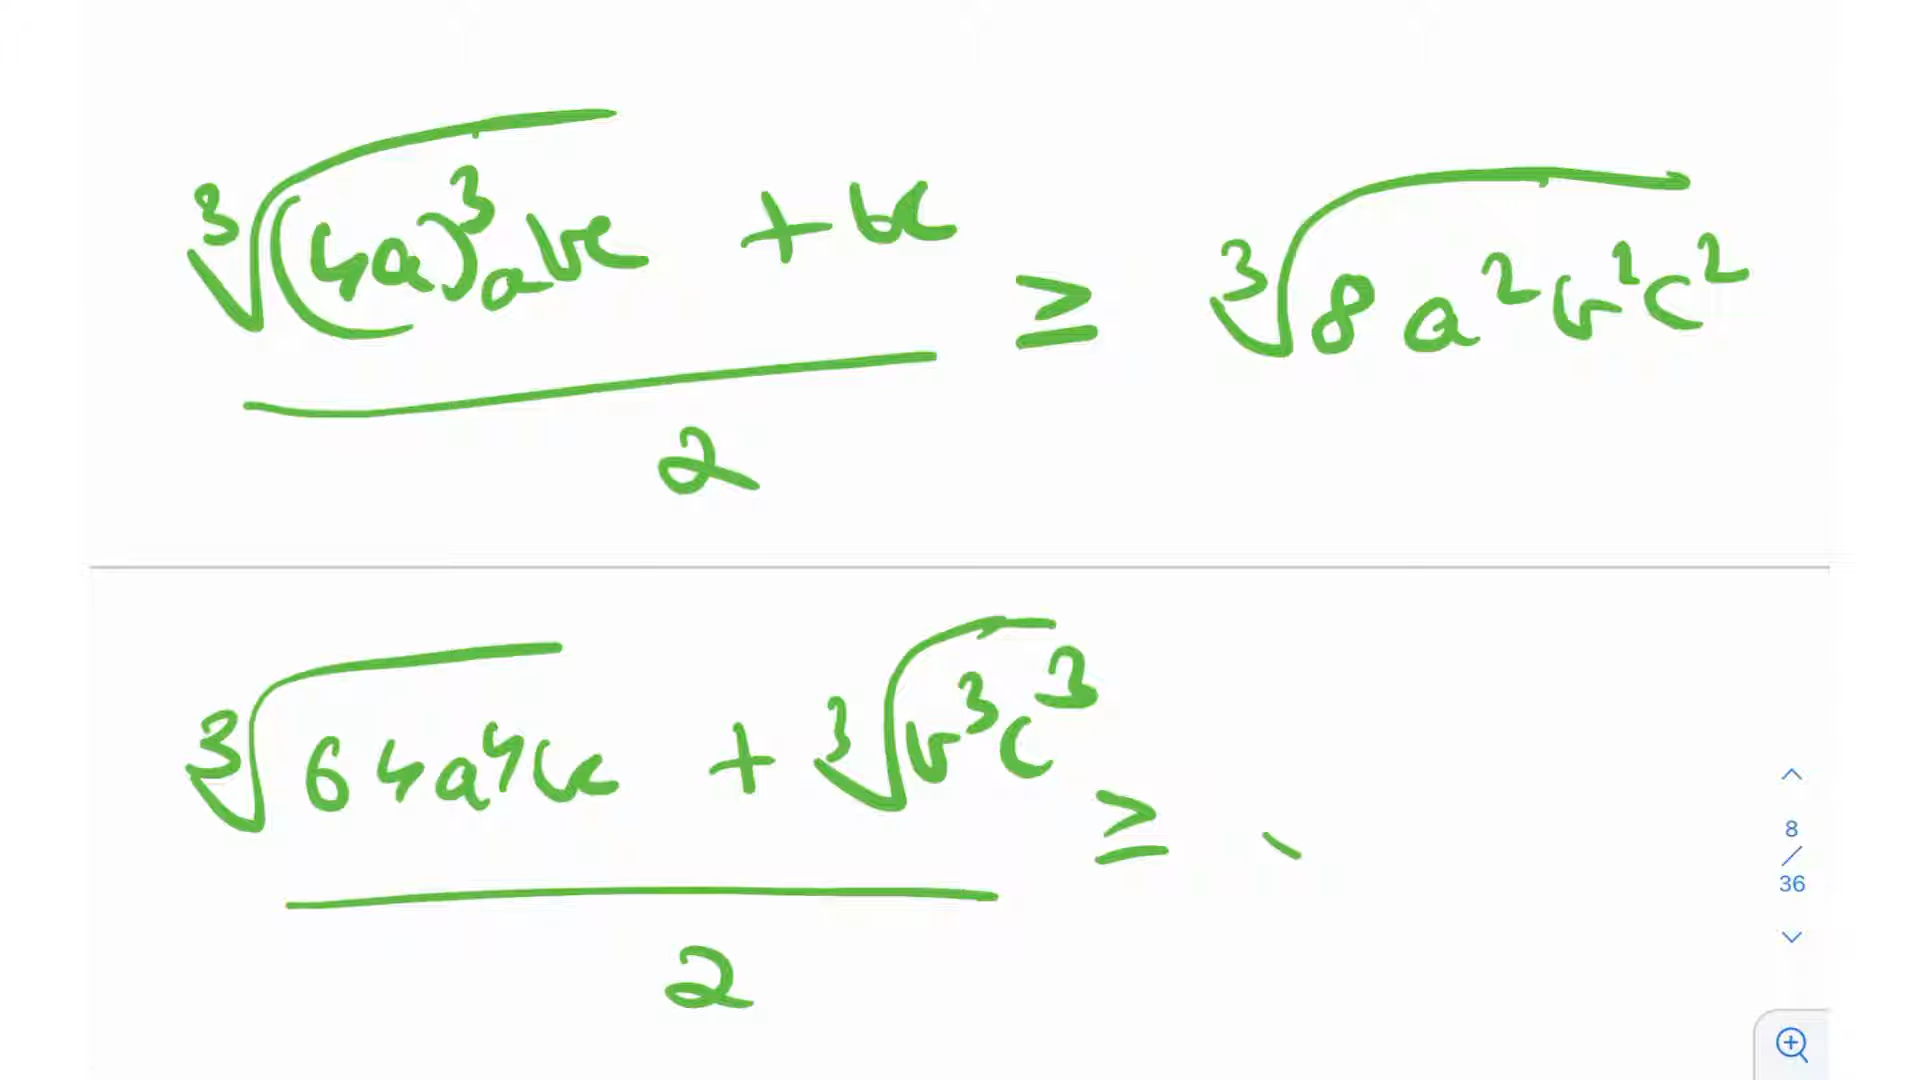 ∛((4a)³abc) + bc ≥ ∛(8a²b²c²)
2
∛(64a⁴bc) + ∛(b³c³) ≥
2
8
/
36